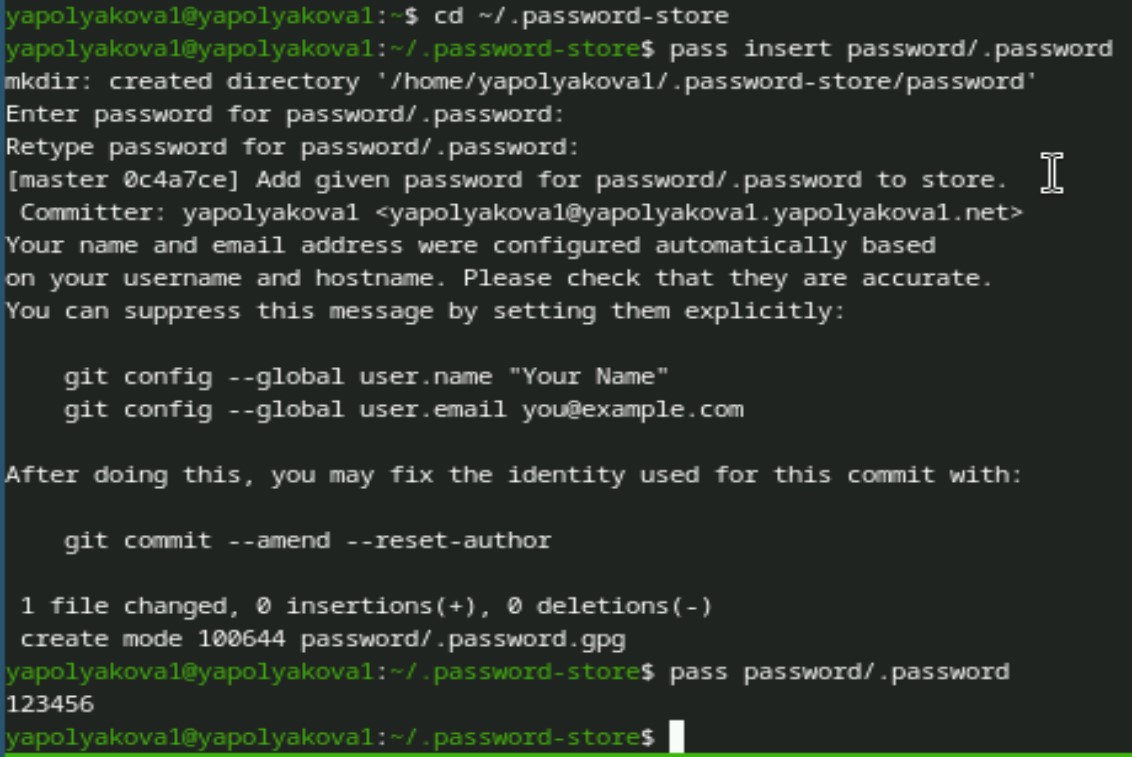 yapolyakova1@yapolyakova1:~$ cd ~/.password-store
yapolyakova1@yapolyakova1:~/.password-store$ pass insert password/.password
mkdir: created directory '/home/yapolyakova1/.password-store/password'
Enter password for password/.password:
Retype password for password/.password:
[master 0c4a7ce] Add given password for password/.password to store.
 Committer: yapolyakova1 <yapolyakova1@yapolyakova1.yapolyakova1.net>
Your name and email address were configured automatically based
on your username and hostname. Please check that they are accurate.
You can suppress this message by setting them explicitly:

    git config --global user.name "Your Name"
    git config --global user.email you@example.com

After doing this, you may fix the identity used for this commit with:

    git commit --amend --reset-author

 1 file changed, 0 insertions(+), 0 deletions(-)
 create mode 100644 password/.password.gpg
yapolyakova1@yapolyakova1:~/.password-store$ pass password/.password
123456
yapolyakova1@yapolyakova1:~/.password-store$